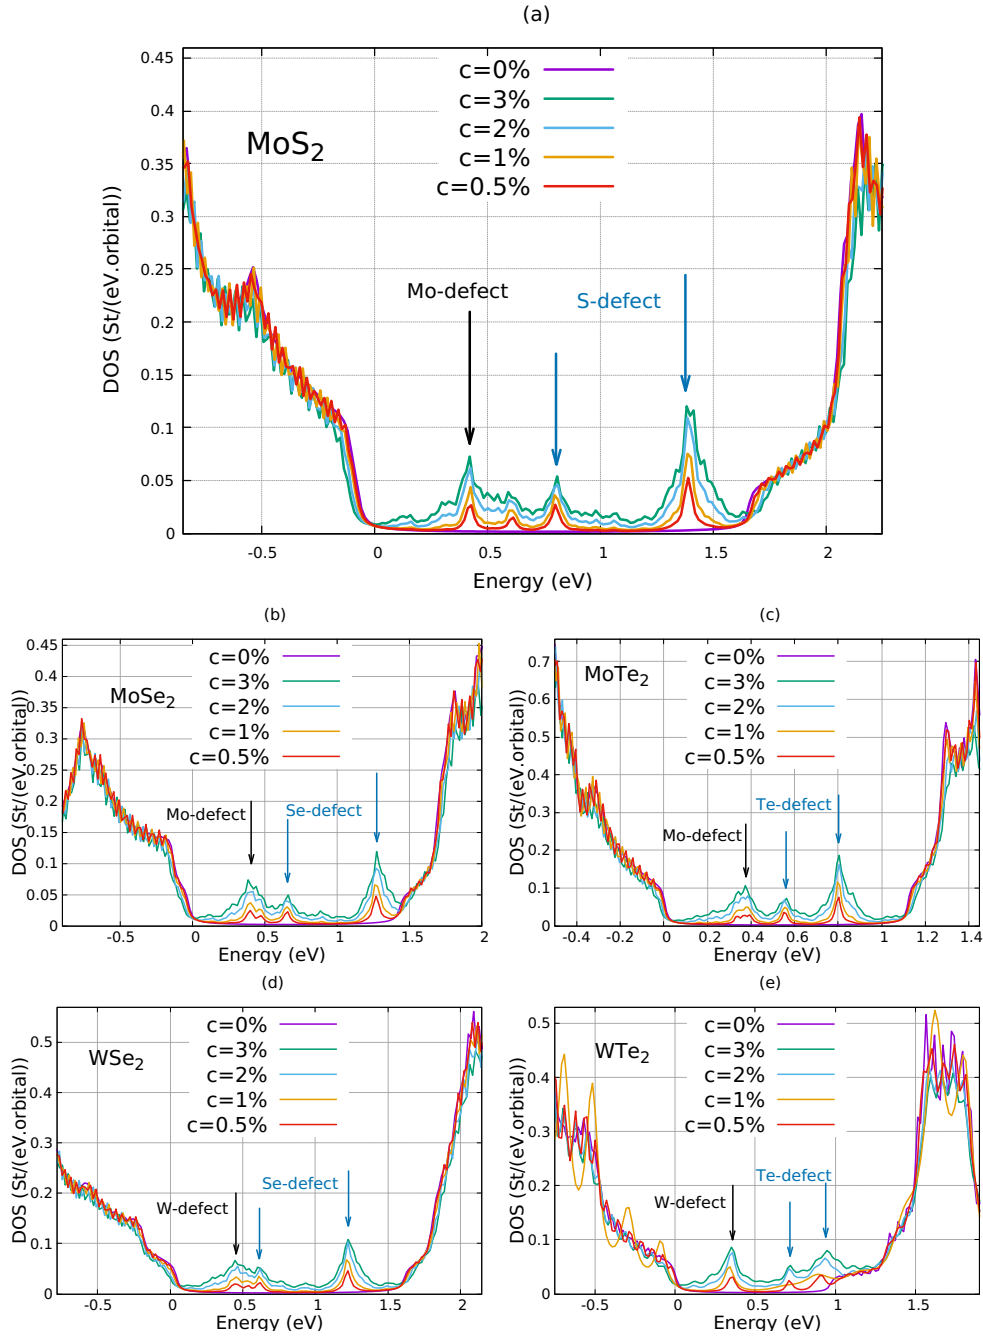 (a)
0.45
0.4
0.35
0.3
0.25
0.2
0.15
0.1
0.05
0
DOS (St/(eV.orbital))
MoS2
c=0%
c=3%
c=2%
c=1%
c=0.5%
Mo-defect
S-defect
-0.5
0
0.5
1
1.5
2
Energy (eV)
(b)
0.45
0.4
0.35
0.3
0.25
0.2
0.15
0.1
0.05
0
DOS (St/(eV.orbital))
MoSe2
c=0%
c=3%
c=2%
c=1%
c=0.5%
Mo-defect
Se-defect
-0.5
0
0.5
1
1.5
2
Energy (eV)
(c)
0.7
0.6
0.5
0.4
0.3
0.2
0.1
0
DOS (St/(eV.orbital))
MoTe2
c=0%
c=3%
c=2%
c=1%
c=0.5%
Mo-defect
Te-defect
-0.4
-0.2
0
0.2
0.4
0.6
0.8
1
1.2
1.4
Energy (eV)
(d)
0.5
0.4
0.3
0.2
0.1
0
DOS (St/(eV.orbital))
WSe2
c=0%
c=3%
c=2%
c=1%
c=0.5%
W-defect
Se-defect
-0.5
0
0.5
1
1.5
2
Energy (eV)
(e)
0.5
0.4
0.3
0.2
0.1
0
DOS (St/(eV.orbital))
WTe2
c=0%
c=3%
c=2%
c=1%
c=0.5%
W-defect
Te-defect
-0.5
0
0.5
1
1.5
Energy (eV)